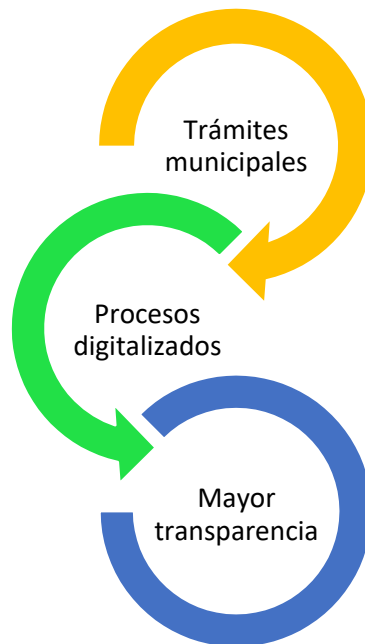 Trámites
municipales
Procesos
digitalizados
Mayor
transparencia